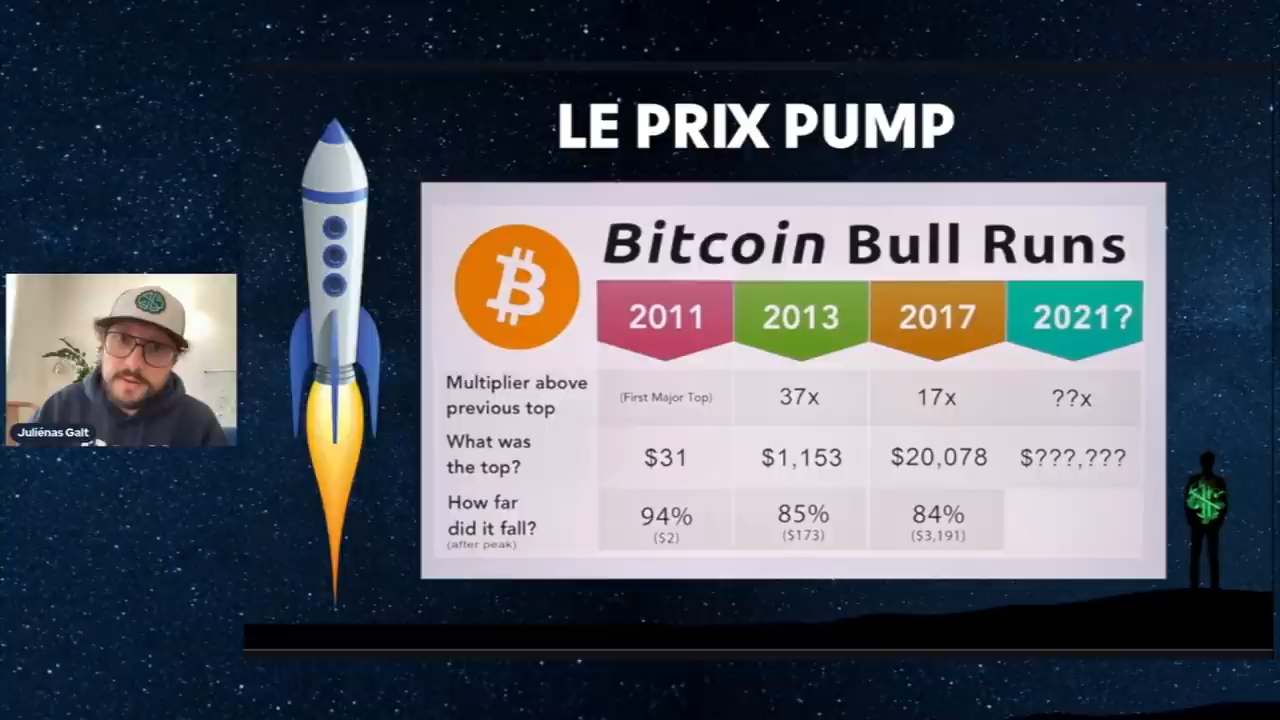 LE PRIX PUMP
Bitcoin Bull Runs
2011 2013 2017 2021?
Multiplier above
previous top
(First Major Top) 37x 17x ??x
What was
the top?
$31 $1,153 $20,078 $???,???
How far
did it fall?
(after peak)
94% 85% 84%
($2) ($173) ($3,191)
Juliénas Galt